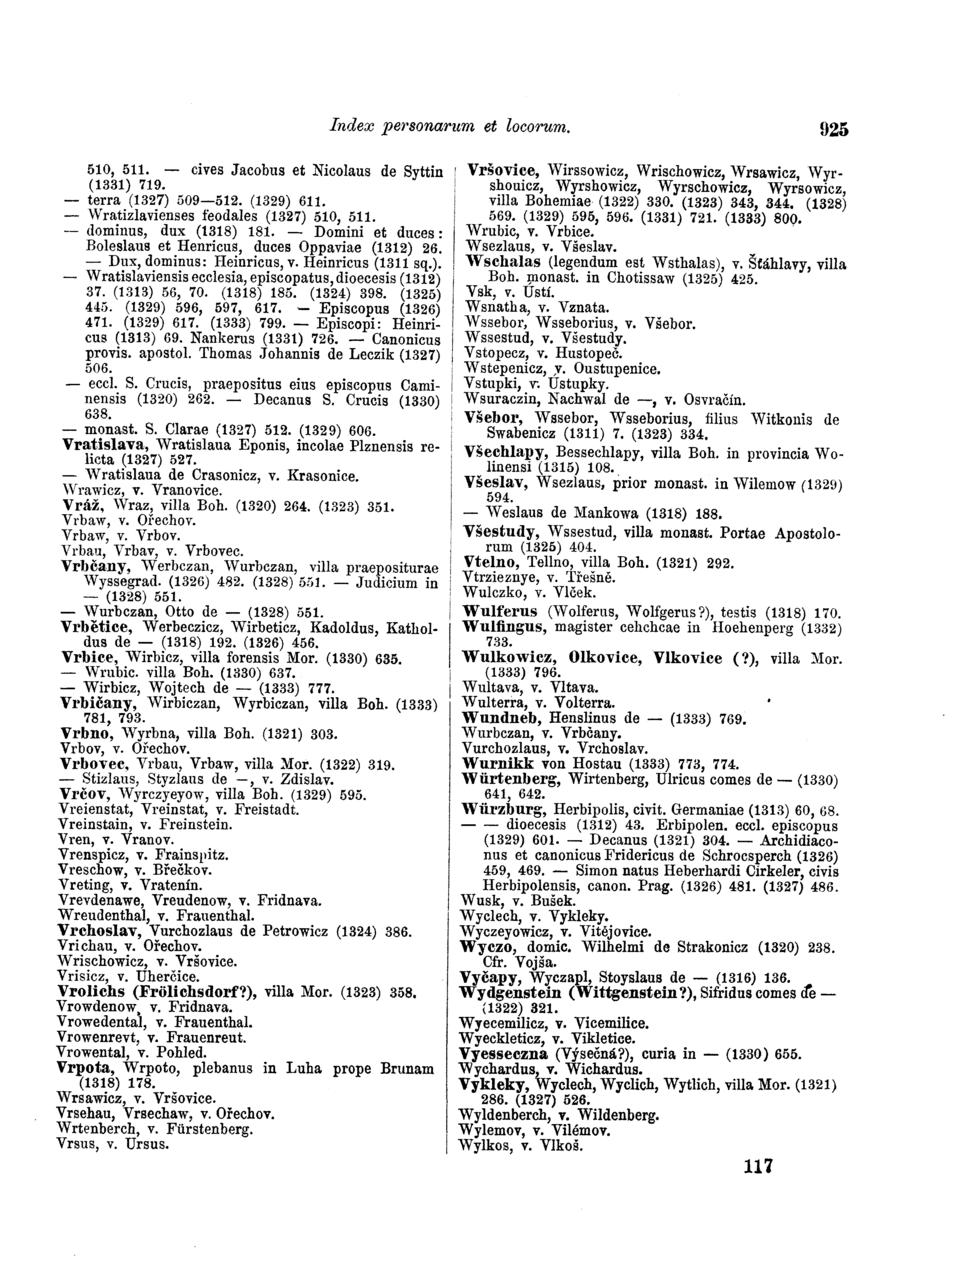 Index personarum et locorum.
925
510, 511. — cives Jacobus et Nicolaus de Syttin
(1331) 719.
— terra (1327) 509—512. (1329) 611.
— Wratizlavienses feodales (1327) 510, 511.
— dominus, dux (1318) 181. — Domini et duces:
Boleslaus et Henricus, duces Oppaviae (1312) 26.
— Dux, dominus: Heinricus, v. Heinricus (1311 sq.).
— Wratislaviensis ecclesia, episcopatus, dioecesis (1312)
37. (1313) 56, 70. (1318) 185. (1324) 398. (1325)
445. (1329) 596, 597, 617. — Episcopus (1326)
471. (1329) 617. (1333) 799. — Episcopi: Heinri-
cus (1313) 69. Nankerus (1331) 726. — Canonicus
provis. apostol. Thomas Johannis de Leczik (1327)
506.
— eccl. S. Crucis, praepositus eius episcopus Cami-
nensis (1320) 262. — Decanus S. Crucis (1330)
638.
— monast. S. Clarae (1327) 512. (1329) 606.
Vratislava, Wratislaua Eponis, incolae Plznensis re-
licta (1327) 527.
— Wratislaua de Crasonicz, v. Krasonice.
Wrawicz, v. Vranovice.
Vráž, Wraz, villa Boh. (1320) 264. (1323) 351.
Vrbaw, v. Ořechov.
Vrbaw, v. Vrbov.
Vrbau, Vrbav, v. Vrbovec.
Vrbčany, Werbczan, Wurbczan, villa praepositurae
Wyssegrad. (1326) 482. (1328) 551. — Judicium in
— (1328) 551.
— Wurbczan, Otto de — (1328) 551.
Vrbětice, Werbeczicz, Wirbeticz, Kadoldus, Kathol-
dus de — (1318) 192. (1326) 456.
Vrbice, Wirbicz, villa forensis Mor. (1330) 635.
— Wrubic. villa Boh. (1330) 637.
— Wirbicz, Wojtech de — (1333) 777.
Vrbičany, Wirbiczan, Wyrbiczan, villa Boh. (1333)
781, 793.
Vrbno, Wyrbna, villa Boh. (1321) 303.
Vrbov, v. Ořechov.
Vrbovec, Vrbau, Vrbaw, villa Mor. (1322) 319.
— Stizlaus, Styzlaus de —, v. Zdislav.
Vrčov, Wyrczyeyow, villa Boh. (1329) 595.
Vreienstat, Vreinstat, v. Freistadt.
Vreinstain, v. Freinstein.
Vren, v. Vranov.
Vrenspicz, v. Frainspitz.
Vreschow, v. Břečkov.
Vreting, v. Vratenín.
Vrevdenawe, Vreudenow, v. Fridnava.
Wreudenthal, v. Frauenthal.
Vrchoslav, Vurchozlaus de Petrowicz (1324) 386.
Vrichau, v. Ořechov.
Wrischowicz, v. Vršovice.
Vrisicz, v. Uherčice.
Vrolichs (Frölichsdorf?), villa Mor. (1323) 358.
Vrowdenow, v. Fridnava.
Vrowedental, v. Frauenthal.
Vrowenrevt, v. Frauenreut.
Vrowental, v. Pohled.
Vrpota, Wrpoto, plebanus in Luha prope Brunam
(1318) 178.
Wrsawicz, v. Vršovice.
Vrsehau, Vrsechaw, v. Ořechov.
Wrtenberch, v. Fürstenberg.
Vrsus, v. Ursus.
Vršovice, Wirssowicz, Wrischowicz, Wrsawicz, Wyr-
shouicz, Wyrshowicz, Wyrschowicz, Wyrsowicz,
villa Bohemiae (1322) 330. (1323) 343, 344. (1328)
569. (1329) 595, 596. (1331) 721. (1333) 800.
Wrubic, v. Vrbice.
Wsezlaus, v. Všeslav.
Wschalas (legendum est Wsthalas), v. Šťáhlavy, villa
Boh. monast. in Chotissaw (1325) 425.
Vsk, v. Ústí.
Wsnatha, v. Vznata.
Wssebor, Wsseborius, v. Všebor.
Wssestud, v. Všestudy.
Vstopecz, v. Hustopeč.
Wstepenicz, v. Oustupenice.
Vstupki, v. Ústupky.
Wsuraczin, Nachwal de —, v. Osvračín.
Všebor, Wssebor, Wsseborius, filius Witkonis de
Swabenicz (1311) 7. (1323) 334.
Všechlapy, Bessechlapy, villa Boh. in provincia Wo-
linensi (1315) 108.
Všeslav, Wsezlaus, prior monast. in Wilemow (1329)
594.
— Weslaus de Mankowa (1318) 188.
Všestudy, Wssestud, villa monast. Portae Apostolo-
rum (1325) 404.
Vtelno, Tellno, villa Boh. (1321) 292.
Vtrzieznye, v. Třešně.
Wulczko, v. Vlček.
Wulferus (Wolferus, Wolfgerus?), testis (1318) 170.
Wulfingus, magister cehchcae in Hoehenperg (1332)
733.
Wulkowicz, Olkovice, Vlkovice (?), villa Mor.
(1333) 796.
Wultava, v. Vltava.
Wulterra, v. Volterra.
Wundneb, Henslinus de — (1333) 769.
Wurbczan, v. Vrbčany.
Vurchozlaus, v. Vrchoslav.
Wurnikk von Hostau (1333) 773, 774.
Würtenberg, Wirtenberg, Ulricus comes de — (1330)
641, 642.
Würzburg, Herbipolis, civit. Germaniae (1313) 60, 68.
— — dioecesis (1312) 43. Erbipolen. eccl. episcopus
(1329) 601. — Decanus (1321) 304. — Archidiaco-
nus et canonicus Fridericus de Schrocsperch (1326)
459, 469. — Simon natus Heberhardi Cirkeler, civis
Herbipolensis, canon. Prag. (1326) 481. (1327) 486.
Wusk, v. Bušek.
Wyclech, v. Vykleky.
Wyczeyowicz, v. Vitějovice.
Wyczo, domic. Wilhelmi de Strakonicz (1320) 238.
Cfr. Vojša.
Vyčapy, Wyczapl, Stoyslaus de — (1316) 136.
Wydgenstein (Wittgenstein?), Sifridus comes de —
(1322) 321.
Wyecemilicz, v. Vicemilice.
Wyeckleticz, v. Vikletice.
Vyesseczna (Výsečná?), curia in — (1330) 655.
Wychardus, v. Wichardus.
Výkleky, Wyclech, Wyclich, Wytlich, villa Mor. (1321)
286. (1327) 526.
Wyldenberch, v. Wildenberg.
Wylemov, v. Vilémov.
Wylkos, v. Vlkoš.
117